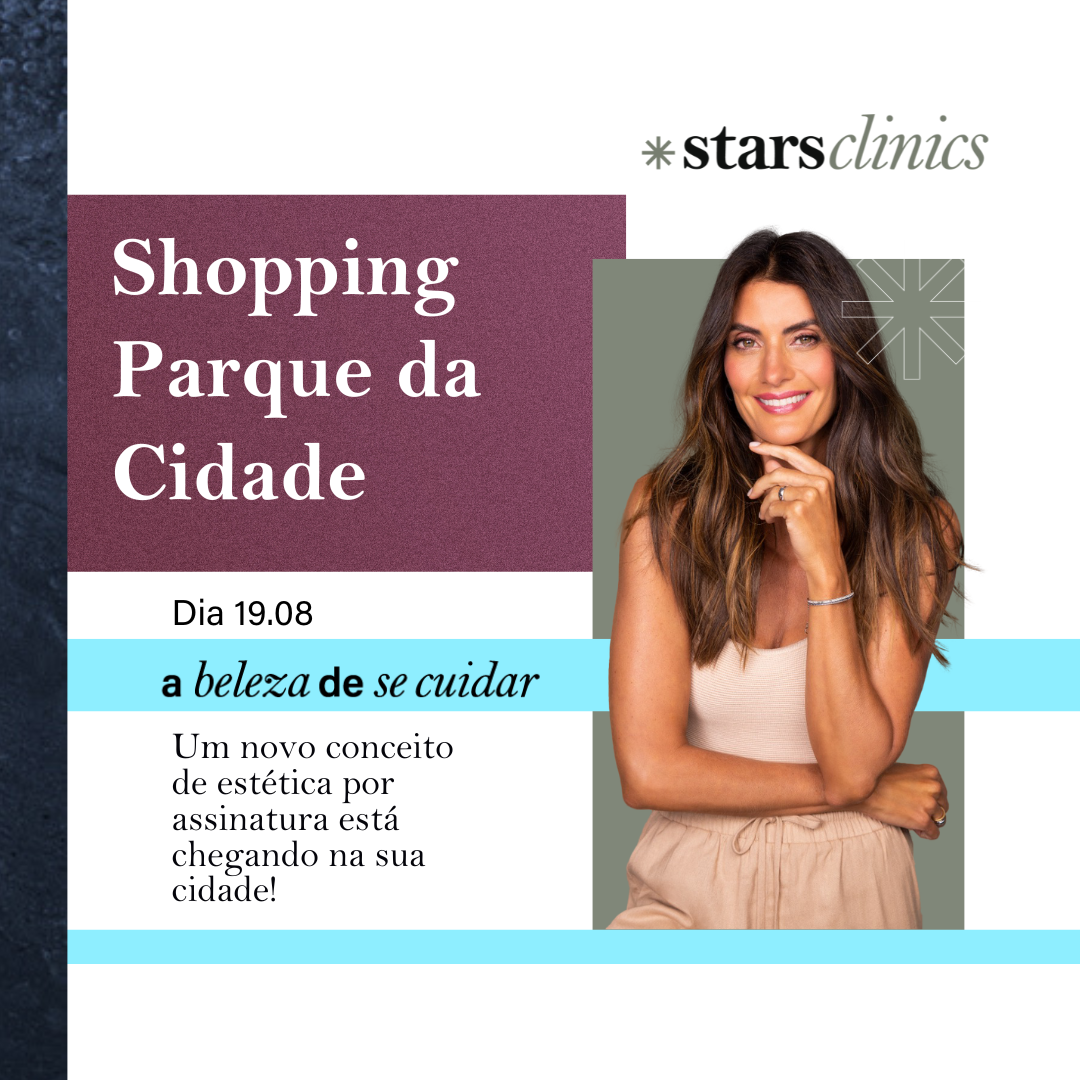 *starsclinics
Shopping
Parque da
Cidade
Dia 19.08
a beleza de se cuidar
Um novo conceito
de estética por
assinatura está
chegando na sua
cidade!